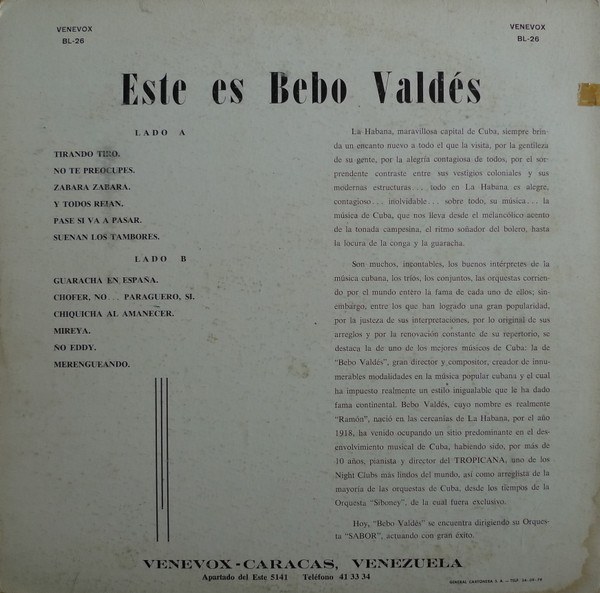 VENEVOX
BL-26
VENEVOX
BL-26
Este es Bebo Valdés
LADO A
TIRANDO TIRO.
NO TE PREOCUPES.
ZABARA ZABARA.
Y TODOS REIAN.
PASE SI VA A PASAR.
SUENAN LOS TAMBORES.
LADO B
GUARACHA EN ESPAÑA.
CHOFER, NO... PARAGUERO, SI.
CHIQUICHA AL AMANECER.
MIREYA.
ÑO EDDY.
MERENGUEANDO.
La Habana, maravillosa capital de Cuba, siempre brin-
da un encanto nuevo a todo el que la visita, por la gentileza
de su gente, por la alegría contagiosa de todos, por el sor-
prendente contraste entre sus vestigios coloniales y sus
modernas estructuras... todo en La Habana es alegre,
contagioso... inolvidable... sobre todo, su música... la
música de Cuba, que nos lleva desde el melancólico acento
de la tonada campesina, el ritmo soñador del bolero, hasta
la locura de la conga y la guaracha.
Son muchos, incontables, los buenos intérpretes de la
música cubana, los tríos, los conjuntos, las orquestas corrien-
do por el mundo entero la fama de cada uno de ellos; sin-
embargo, entre los que han logrado una gran popularidad,
por la justeza de sus interpretaciones, por lo original de sus
arreglos y por la renovación constante de su repertorio, se
destaca la de uno de los mejores músicos de Cuba: la de
"Bebo Valdés", gran director y compositor, creador de innu-
merábles modalidades en la música popular cubana y el cual
ha impuesto realmente un estilo inigualable que le ha dado
fama continental. Bebo Valdés, cuyo nombre es realmente
"Ramón", nació en las cercanías de La Habana, por el año
1918, ha venido ocupando un sitio predominante en el des-
envolvimiento musical de Cuba, habiendo sido, por más de
10 años, pianista y director del TROPICANA, uno de los
Night Clubs más lindos del mundo, así como arreglista de la
mayoría de las orquestas de Cuba, desde los tiempos de la
Orquesta "Siboney", de la cual fuera exclusivo.
Hoy, "Bebo Valdés" se encuentra dirigiendo su Orques-
ta "SABOR", actuando con gran éxito.
VENEVOX-CARACAS, VENEZUELA
Apartado del Este 5141 Teléfono 41 33 34
GENERAL CARTONERA S. A. - TELF.